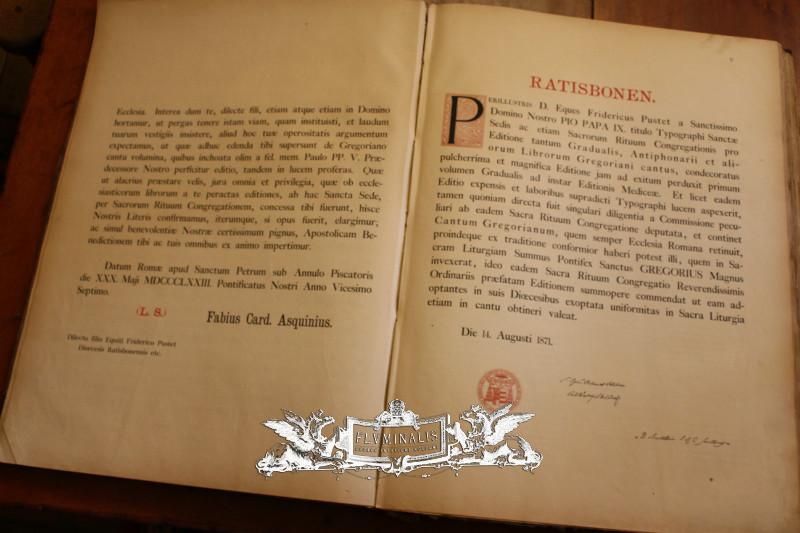 Ecclesia. Interea dum te, dilecte fili, etiam atque etiam in Domino
hortamur, ut pergas tenere istam viam, quam instituisti, et laudum
tuarum vestigiis insistere, aliud hoc tuæ operositatis argumentum
expectamus, ut quæ adhuc edenda tibi supersunt de Gregoriano
cantu volumina, quibus inchoata olim a fel. mem. Paulo PP. V. Præ-
decessore Nostro perficitur editio, tandem in lucem proferas. Quæ
ut alacrius præstare velis, jura omnia et privilegia, quæ ob eccle-
siasticorum librorum a te peractas editiones, ab hac Sancta Sede,
per Sacrorum Rituum Congregationem, concessa tibi fuerunt, hisce
Nostris Literis confirmamus, iterumque, si opus fuerit, elargimur;
ac simul benevolentiæ Nostræ certissimum pignus, Apostolicam Be-
nedictionem tibi ac tuis omnibus ex animo impertimur.
Datum Romæ apud Sanctum Petrum sub Annulo Piscatoris
die XXX. Maji MDCCCLXXIII. Pontificatus Nostri Anno Vicesimo
Septimo.
(L. S.)
Fabius Card. Asquinius.
Dilecto filio Equiti Friderico Pustet
Diœcesis Ratisbonensis etc.
RATISBONEN.
PERILLUSTRIS D. Eques Fridericus Pustet a Sanctissimo
Domino Nostro PIO PAPA IX. titulo Typographi Sanctæ
Sedis ac etiam Sacrorum Rituum Congregationis pro
Editione tantum Gradualis, Antiphonarii et ali-
orum Librorum Gregoriani cantus, condecoratus
pulcherrima et magnifica Editione jam ad exitum perduxit primum
volumen Gradualis ad instar Editionis Mediceæ. Et licet eadem
Editio expensis et laboribus supradicti Typographi lucem aspexerit,
tamen quoniam directa fuit singulari diligentia a Commissione pecu-
liari ab eadem Sacra Rituum Congregatione deputata, et continet
Cantum Gregorianum, quem semper Ecclesia Romana retinuit,
proindeque ex traditione conformior haberi potest illi, quem in Sa-
cram Liturgiam Summus Pontifex Sanctus GREGORIUS Magnus
invexerat, ideo eadem Sacra Rituum Congregatio Reverendissimis
Ordinariis præfatam Editionem summopere commendat ut eam ad-
optantes in suis Diœcesibus exoptata uniformitas in Sacra Liturgia
etiam in cantu obtineri valeat.
Die 14. Augusti 1871.
FLVMINALIS